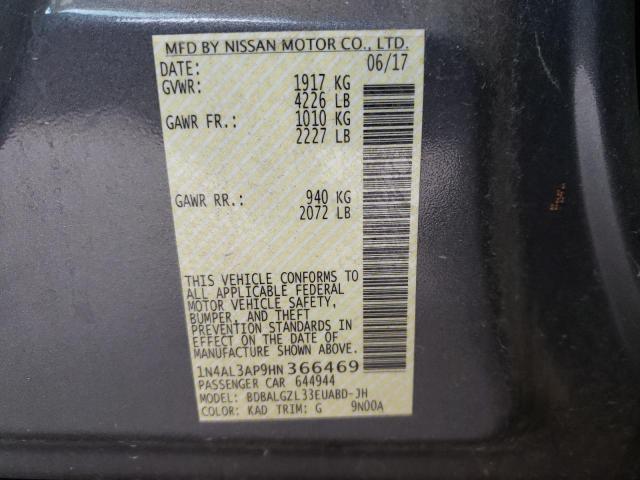 MFD BY NISSAN MOTOR CO., LTD.
DATE: 06/17
GVWR: 1917 KG
4226 LB
GAWR FR.: 1010 KG
2227 LB
GAWR RR.: 940 KG
2072 LB
THIS VEHICLE CONFORMS TO
ALL APPLICABLE FEDERAL
MOTOR VEHICLE SAFETY,
BUMPER, AND THEFT
PREVENTION STANDARDS IN
EFFECT ON THE DATE OF
MANUFACTURE SHOWN ABOVE.
1N4AL3AP9HN366469
PASSENGER CAR 644944
MODEL: BDBALGZL33EUABD-JH
COLOR: KAD TRIM: G 9N00A